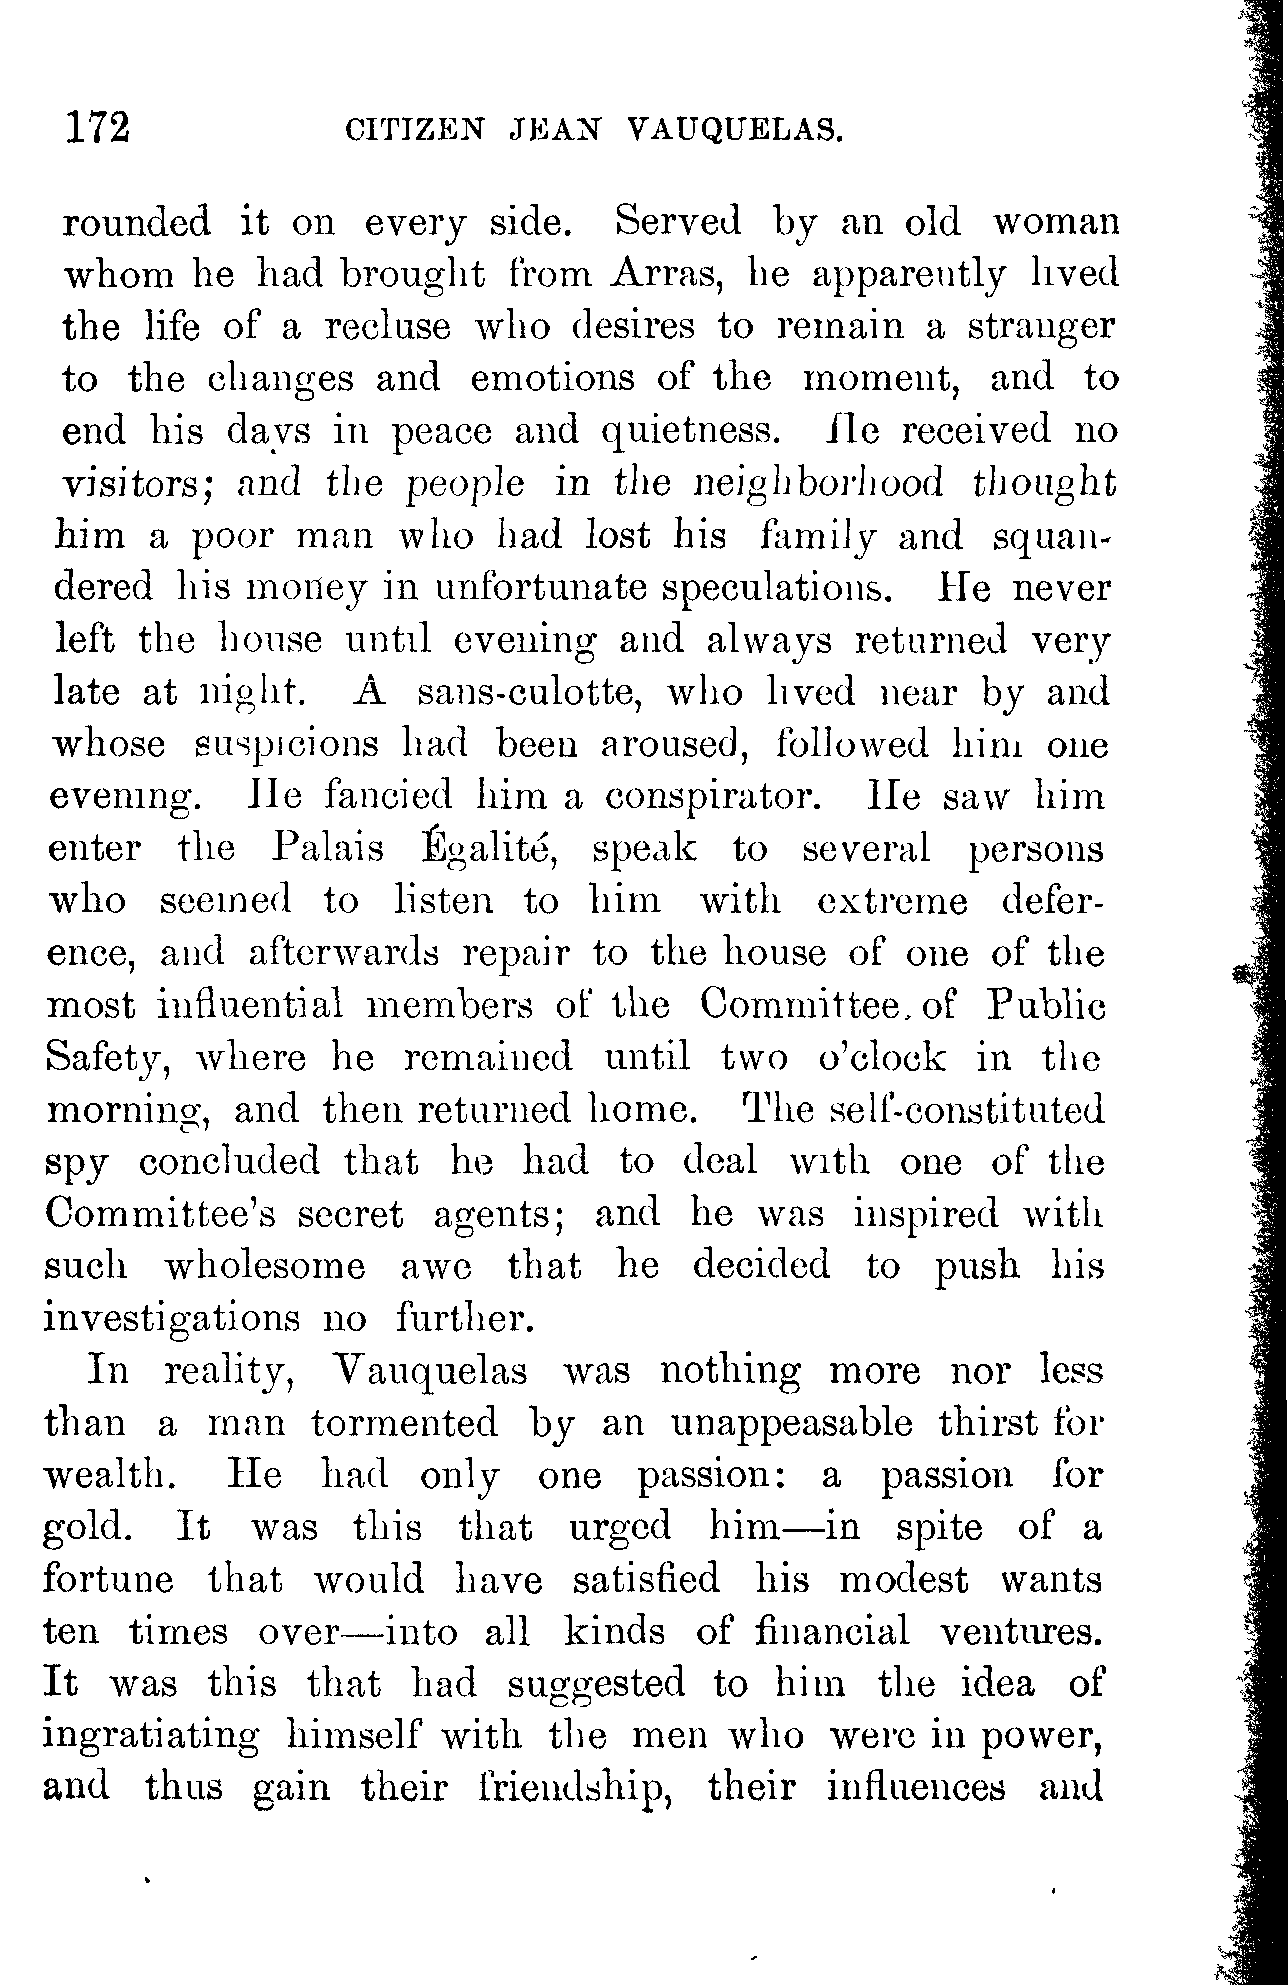 172 CITIZEN JEAN VAUQUELAS.
rounded it on every side. Served by an old woman
whom he had brought from Arras, he apparently lived
the life of a recluse who desires to remain a stranger
to the changes and emotions of the moment, and to
end his days in peace and quietness. He received no
visitors; and the people in the neighborhood thought
him a poor man who had lost his family and squan-
dered his money in unfortunate speculations. He never
left the house until evening and always returned very
late at night. A sans-culotte, who lived near by and
whose suspicions had been aroused, followed him one
evening. He fancied him a conspirator. He saw him
enter the Palais Égalité, speak to several persons
who seemed to listen to him with extreme defer-
ence, and afterwards repair to the house of one of the
most influential members of the Committee of Public
Safety, where he remained until two o'clock in the
morning, and then returned home. The self-constituted
spy concluded that he had to deal with one of the
Committee's secret agents; and he was inspired with
such wholesome awe that he decided to push his
investigations no further.
In reality, Vauquelas was nothing more nor less
than a man tormented by an unappeasable thirst for
wealth. He had only one passion: a passion for
gold. It was this that urged him—in spite of a
fortune that would have satisfied his modest wants
ten times over—into all kinds of financial ventures.
It was this that had suggested to him the idea of
ingratiating himself with the men who were in power,
and thus gain their friendship, their influences and